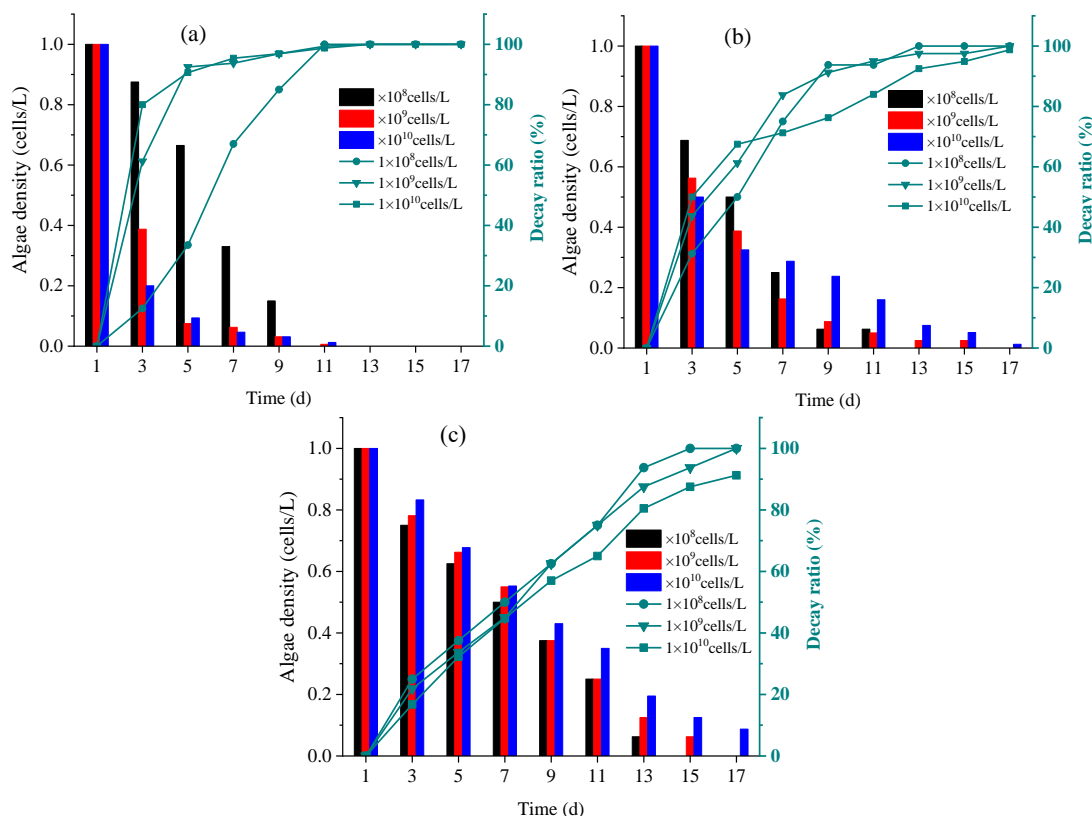 (a)
1.0
0.8
0.6
0.4
0.2
0.0
Algae density (cells/L)
×10⁸cells/L
×10⁹cells/L
×10¹⁰cells/L
1×10⁸cells/L
1×10⁹cells/L
1×10¹⁰cells/L
100
80
60
40
20
0
Decay ratio (%)
1 3 5 7 9 11 13 15 17
Time (d)
(b)
1.0
0.8
0.6
0.4
0.2
0.0
Algae density (cells/L)
×10⁸cells/L
×10⁹cells/L
×10¹⁰cells/L
1×10⁸cells/L
1×10⁹cells/L
1×10¹⁰cells/L
100
80
60
40
20
0
Decay ratio (%)
1 3 5 7 9 11 13 15 17
Time (d)
(c)
1.0
0.8
0.6
0.4
0.2
0.0
Algae density (cells/L)
×10⁸cells/L
×10⁹cells/L
×10¹⁰cells/L
1×10⁸cells/L
1×10⁹cells/L
1×10¹⁰cells/L
100
80
60
40
20
0
Decay ratio (%)
1 3 5 7 9 11 13 15 17
Time (d)